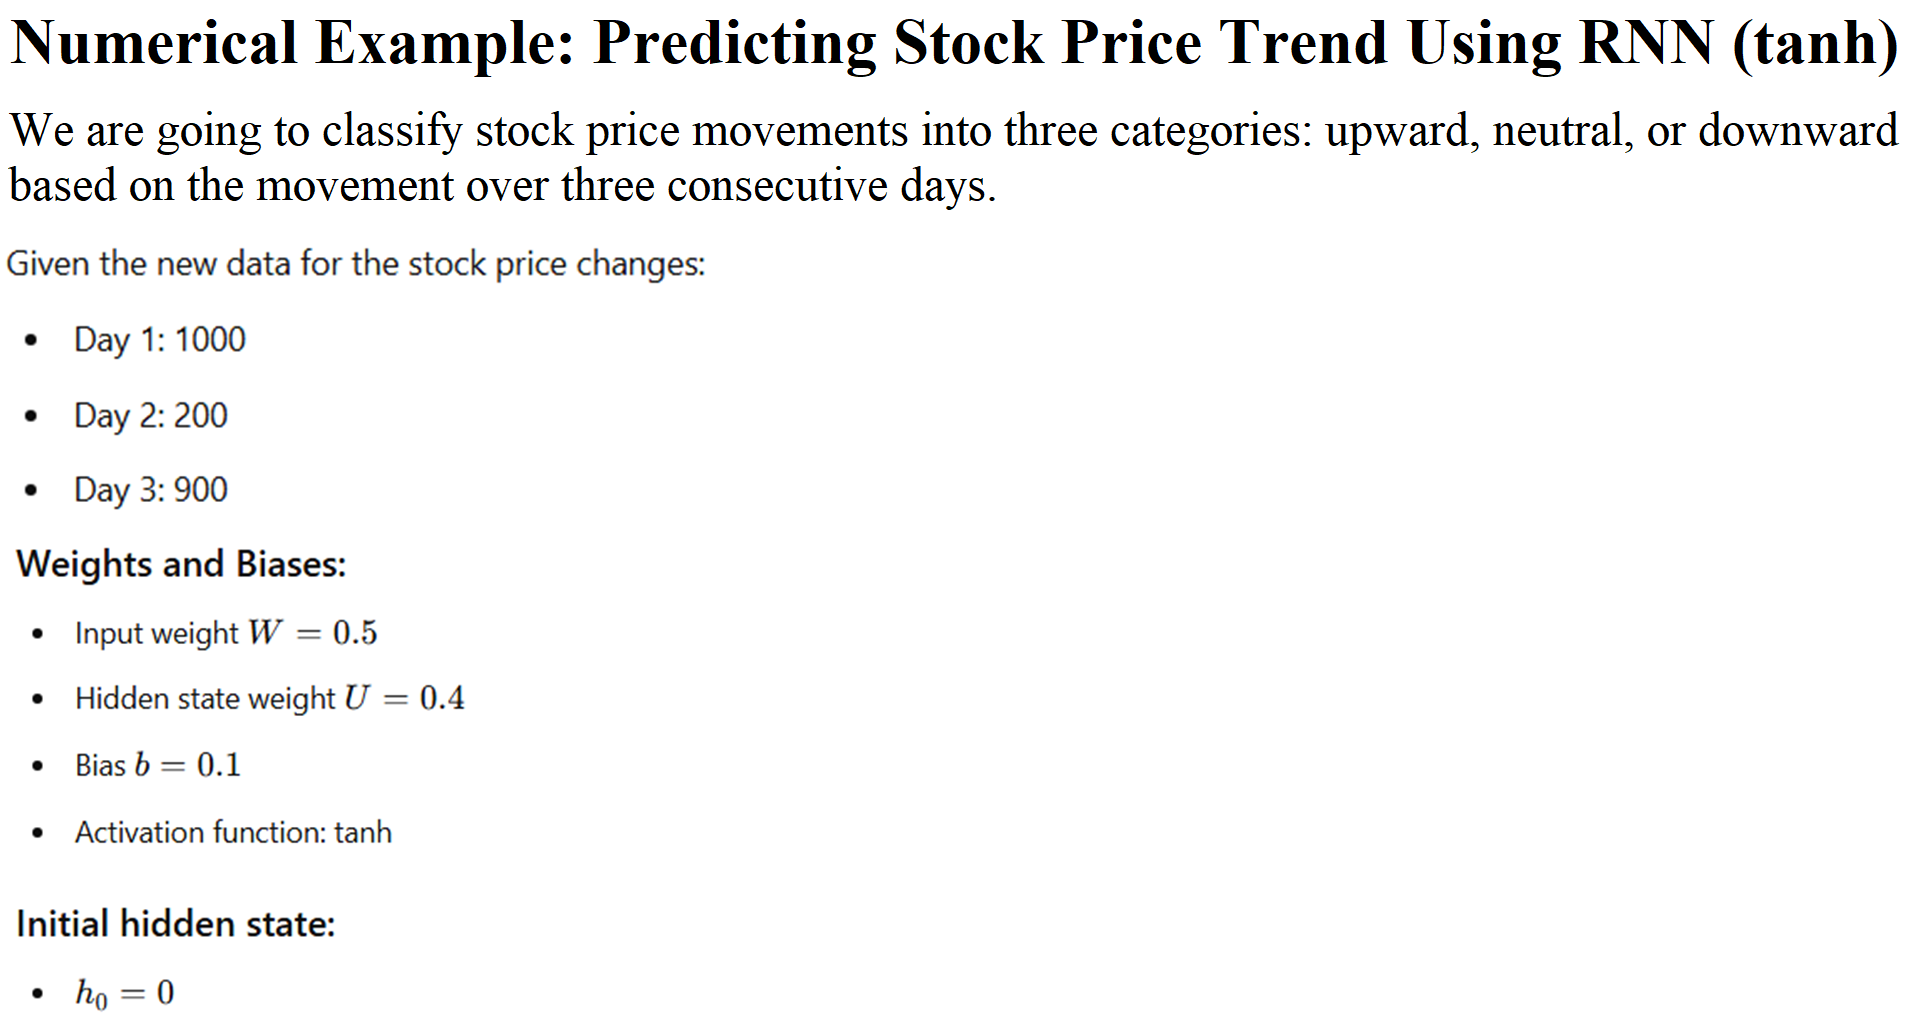 Numerical Example: Predicting Stock Price Trend Using RNN (tanh)
We are going to classify stock price movements into three categories: upward, neutral, or downward
based on the movement over three consecutive days.
Given the new data for the stock price changes:
• Day 1: 1000
• Day 2: 200
• Day 3: 900
Weights and Biases:
• Input weight W = 0.5
• Hidden state weight U = 0.4
• Bias b = 0.1
• Activation function: tanh
Initial hidden state:
• h₀ = 0